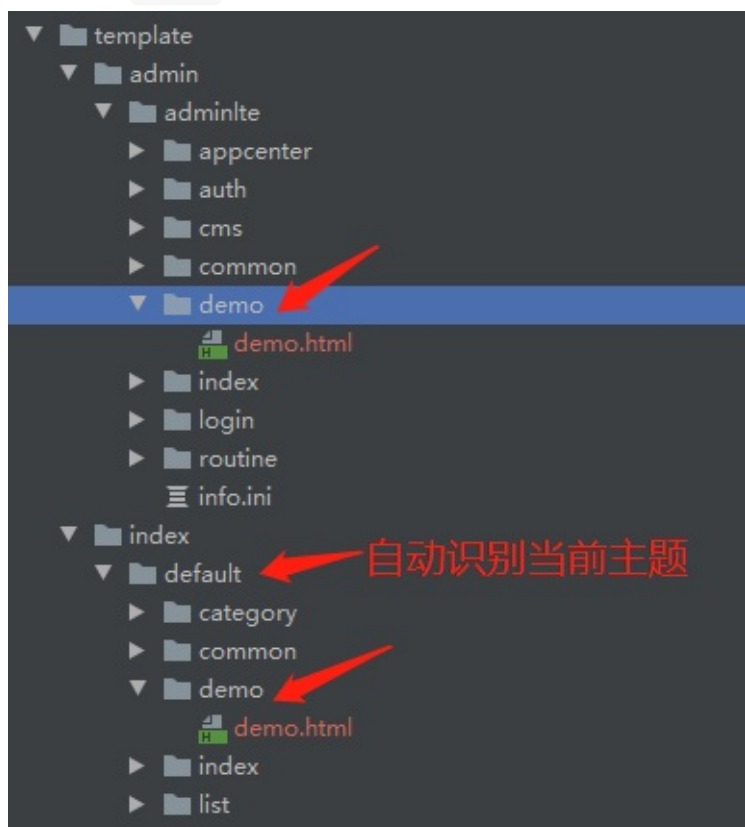 template
admin
adminlte
appcenter
auth
cms
common
demo
demo.html
index
login
routine
info.ini
index
default 自动识别当前主题
category
common
demo
demo.html
index
list